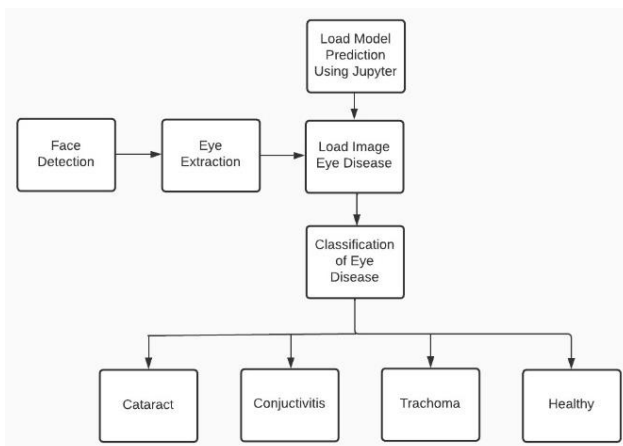 Load Model
Prediction
Using Jupyter
Face
Detection
Eye
Extraction
Load Image
Eye Disease
Classification
of Eye
Disease
Cataract
Conjuctivitis
Trachoma
Healthy